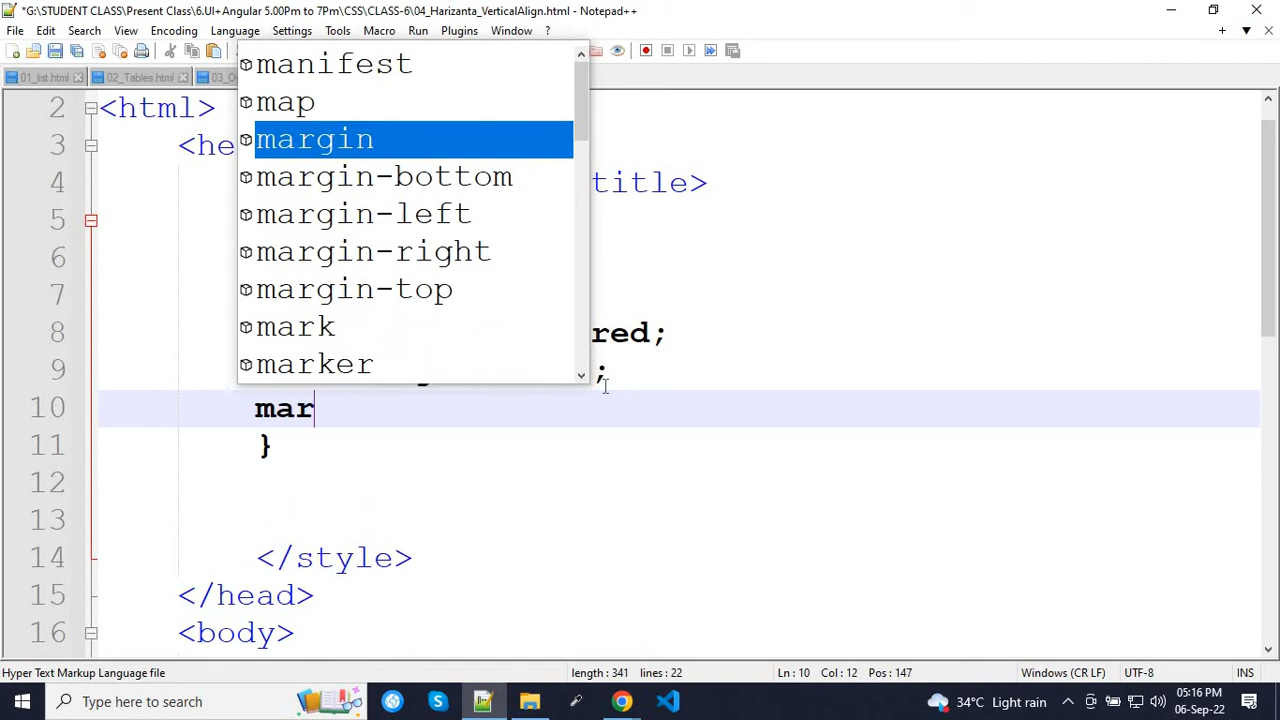 *G:\STUDENT CLASS\Present Class\6.UI+Angular 5.00Pm to 7Pm\CSS\CLASS-6\04_Harizanta_VerticalAlign.html - Notepad++
File Edit Search View Encoding Language Settings Tools Macro Run Plugins Window ?
01_list.html 02_Tables.html
manifest
map
margin
margin-bottom
margin-left
margin-right
margin-top
mark
marker
2 <html>
3 <he
4 title>
5
6
7
8 red;
9 ;
10 mar
11 }
12
13
14 </style>
15 </head>
16 <body>
Hyper Text Markup Language file length : 341 lines : 22 Ln : 10 Col : 12 Pos : 147 Windows (CR LF) UTF-8 INS
Type here to search 34°C Light rain 05:16 PM
06-Sep-22